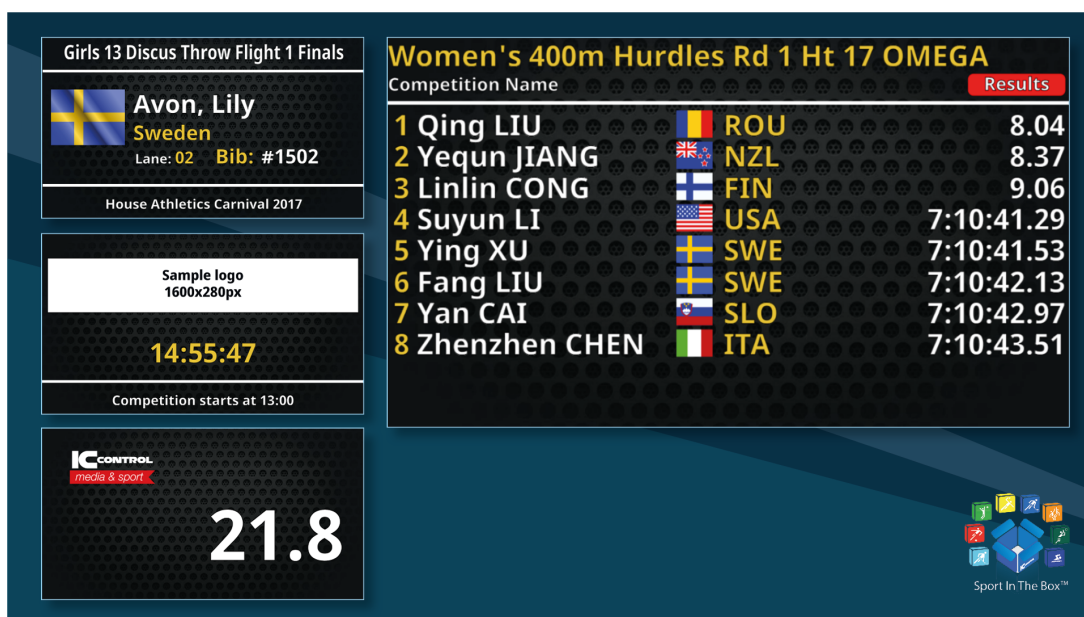 Girls 13 Discus Throw Flight 1 Finals
Avon, Lily
Sweden
Lane: 02 Bib: #1502
House Athletics Carnival 2017
Sample logo
1600x280px
14:55:47
Competition starts at 13:00
IC CONTROL
media & sport
21.8
Women's 400m Hurdles Rd 1 Ht 17 OMEGA
Competition Name Results
1 Qing LIU ROU 8.04
2 Yequn JIANG NZL 8.37
3 Linlin CONG FIN 9.06
4 Suyun LI USA 7:10:41.29
5 Ying XU SWE 7:10:41.53
6 Fang LIU SWE 7:10:42.13
7 Yan CAI SLO 7:10:42.97
8 Zhenzhen CHEN ITA 7:10:43.51
Sport In The Box™